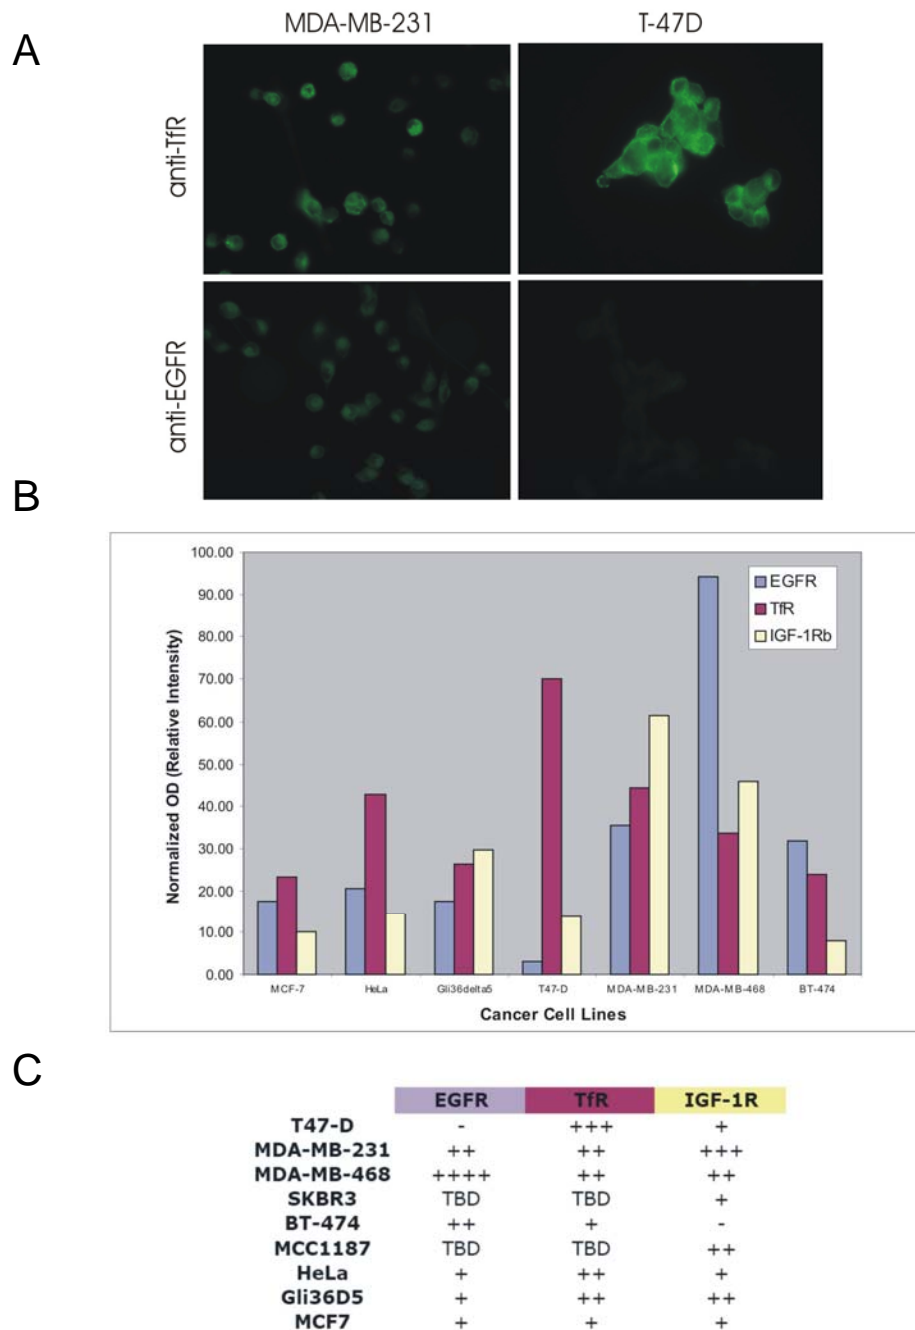 A
MDA-MB-231 T-47D
anti-TfR
anti-EGFR
B
100.00
90.00
80.00
70.00
60.00
50.00
40.00
30.00
20.00
10.00
0.00
Normalized OD (Relative Intensity)
EGFR
TfR
IGF-1Rb
MCF-7 HeLa Gli36delta5 T47-D MDA-MB-231 MDA-MB-468 BT-474
Cancer Cell Lines
C
EGFR TfR IGF-1R
T47-D - +++ +
MDA-MB-231 ++ ++ +++
MDA-MB-468 ++++ ++ ++
SKBR3 TBD TBD +
BT-474 ++ + -
MCC1187 TBD TBD ++
HeLa + ++ +
Gli36D5 + ++ ++
MCF7 + + +